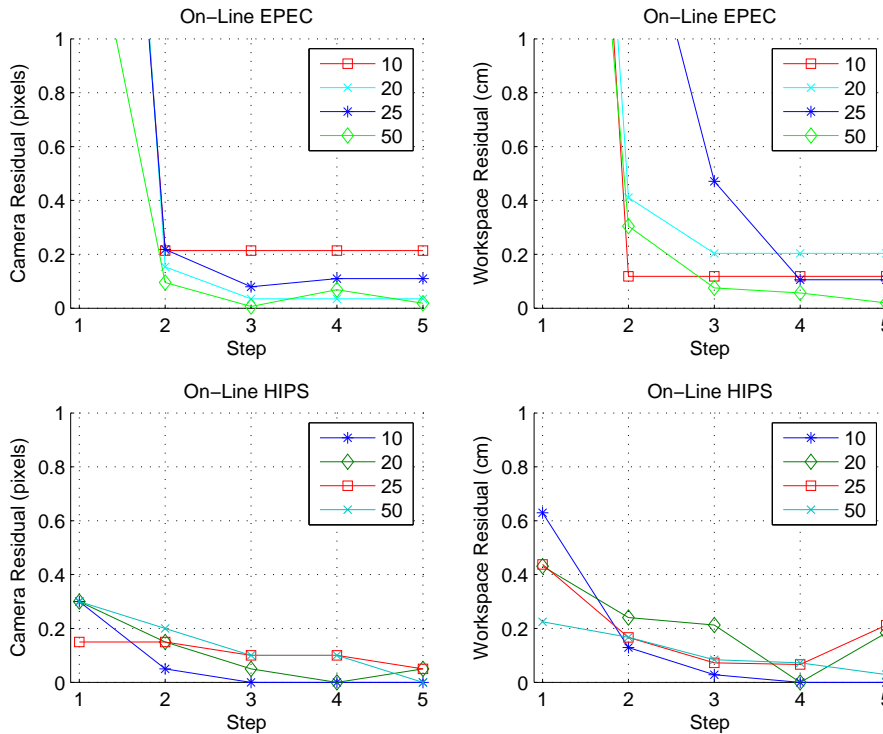 On−Line EPEC
Camera Residual (pixels)
1
0.8
0.6
0.4
0.2
0
1 2 3 4 5
Step
10
20
25
50
On−Line EPEC
Workspace Residual (cm)
1
0.8
0.6
0.4
0.2
0
1 2 3 4 5
Step
10
20
25
50
On−Line HIPS
Camera Residual (pixels)
1
0.8
0.6
0.4
0.2
0
1 2 3 4 5
Step
10
20
25
50
On−Line HIPS
Workspace Residual (cm)
1
0.8
0.6
0.4
0.2
0
1 2 3 4 5
Step
10
20
25
50